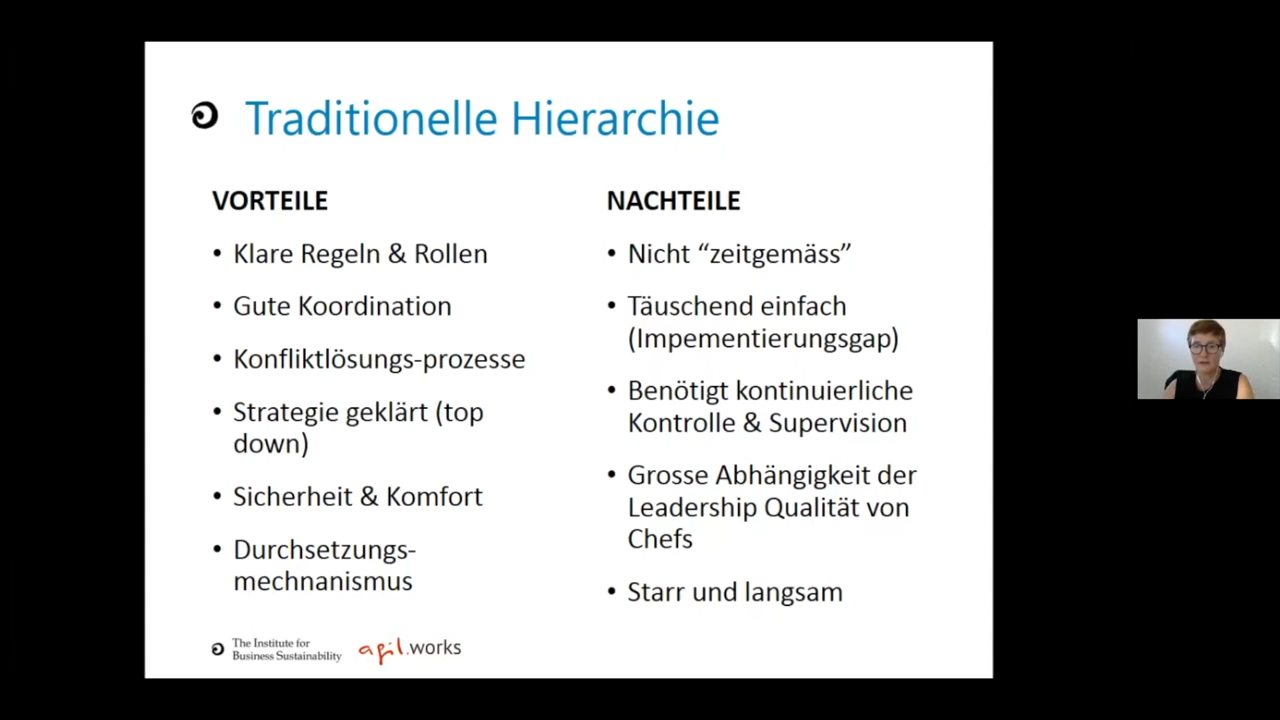 Traditionelle Hierarchie
VORTEILE
• Klare Regeln & Rollen
• Gute Koordination
• Konfliktlösungs-prozesse
• Strategie geklärt (top
down)
• Sicherheit & Komfort
• Durchsetzungs-
mechnanismus
NACHTEILE
• Nicht “zeitgemäss”
• Täuschend einfach
(Impementierungsgap)
• Benötigt kontinuierliche
Kontrolle & Supervision
• Grosse Abhängigkeit der
Leadership Qualität von
Chefs
• Starr und langsam
The Institute for
Business Sustainability
agil.works